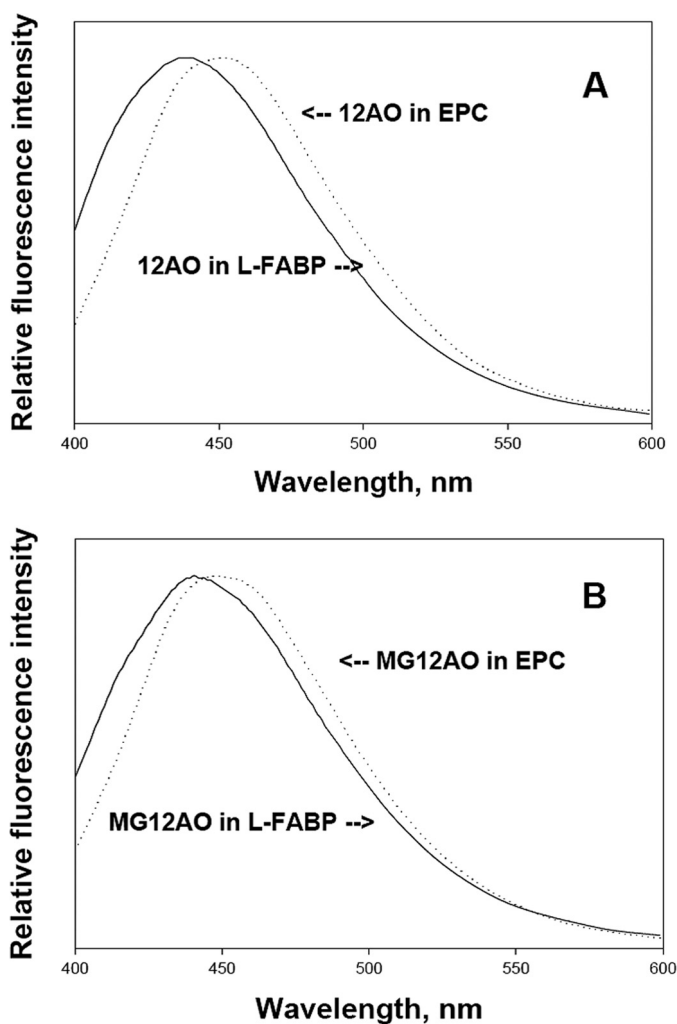 Relative fluorescence intensity
A
<-- 12AO in EPC
12AO in L-FABP -->
400 450 500 550 600
Wavelength, nm
Relative fluorescence intensity
B
<-- MG12AO in EPC
MG12AO in L-FABP -->
400 450 500 550 600
Wavelength, nm